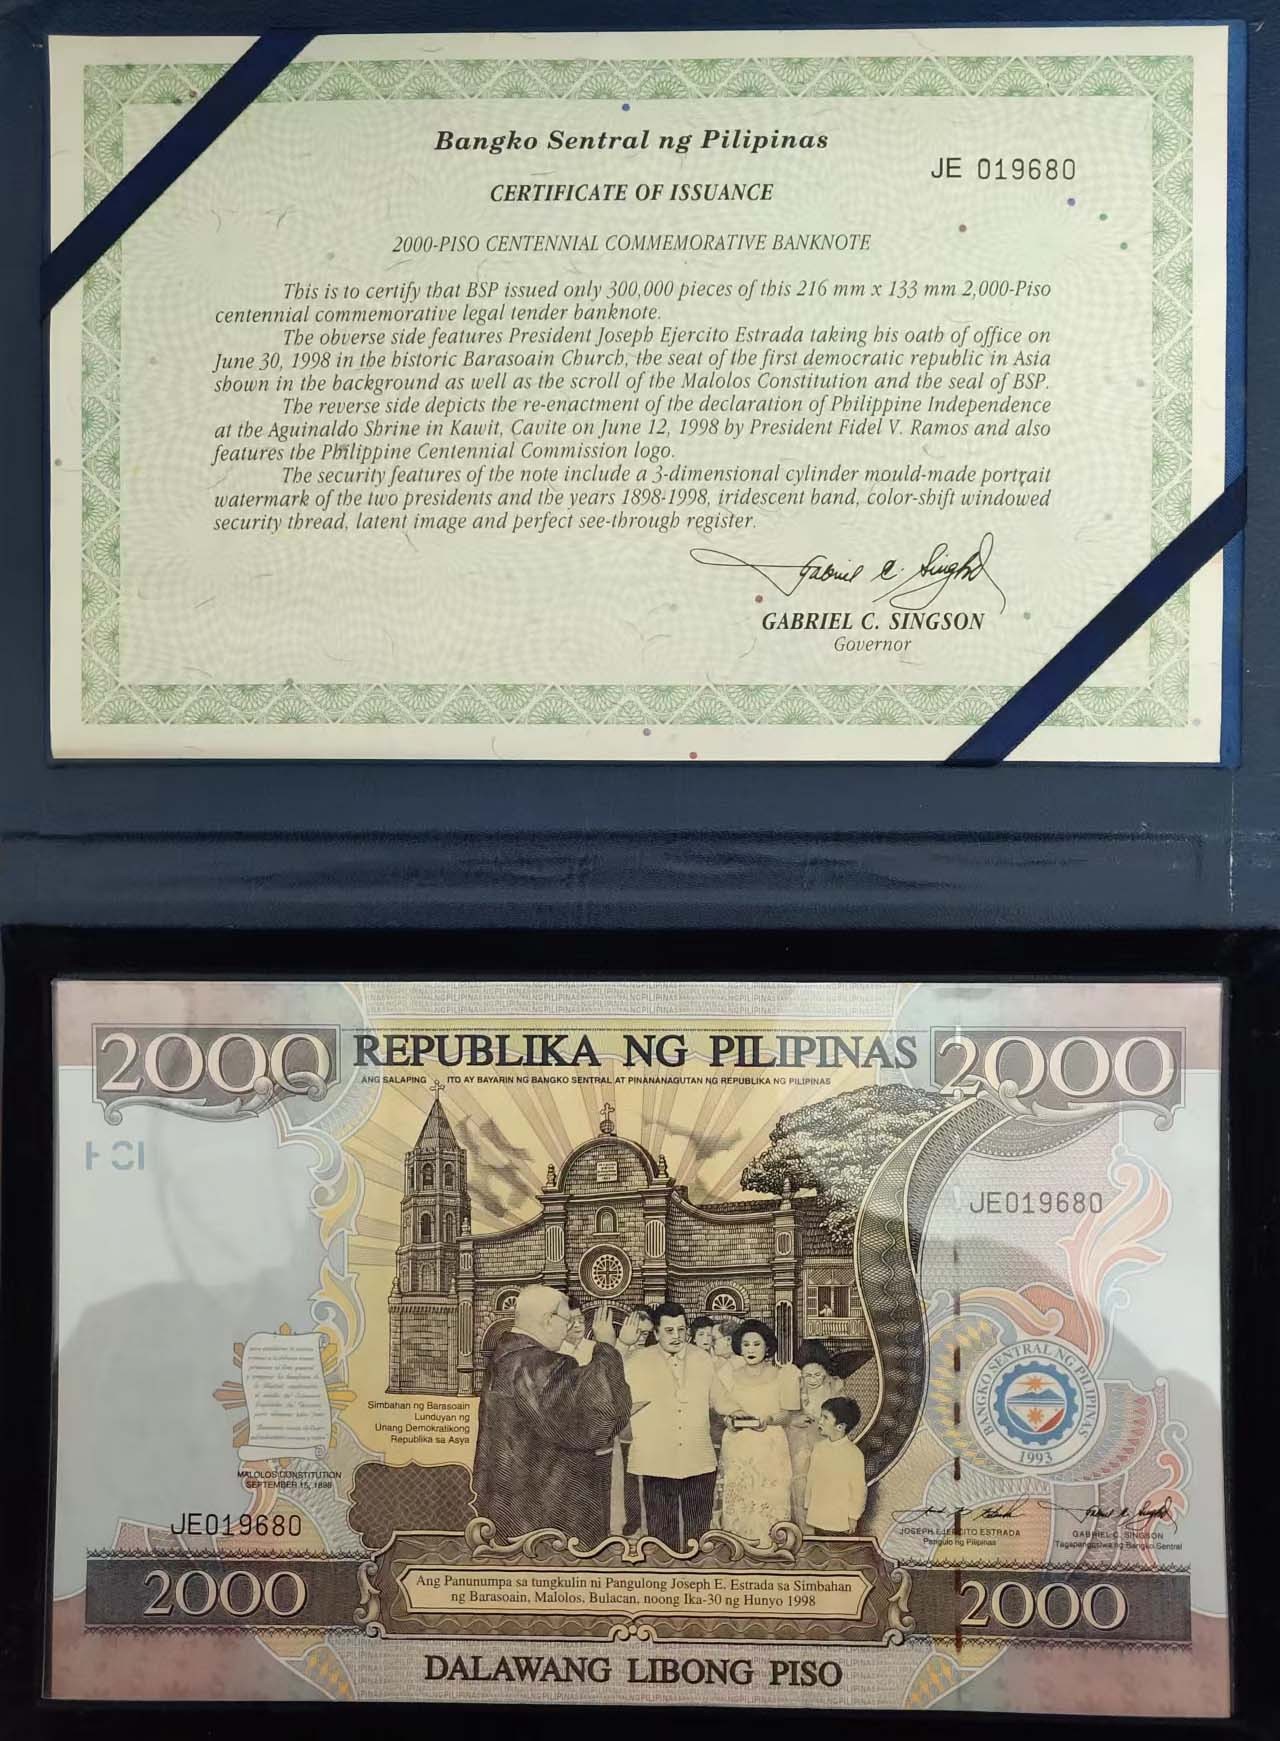 Bangko Sentral ng Pilipinas
JE 019680
CERTIFICATE OF ISSUANCE
2000-PISO CENTENNIAL COMMEMORATIVE BANKNOTE
This is to certify that BSP issued only 300,000 pieces of this 216 mm x 133 mm 2,000-Piso
centennial commemorative legal tender banknote.
The obverse side features President Joseph Ejercito Estrada taking his oath of office on
June 30, 1998 in the historic Barasoain Church, the seat of the first democratic republic in Asia
shown in the background as well as the scroll of the Malolos Constitution and the seal of BSP.
The reverse side depicts the re-enactment of the declaration of Philippine Independence
at the Aguinaldo Shrine in Kawit, Cavite on June 12, 1998 by President Fidel V. Ramos and also
features the Philippine Centennial Commission logo.
The security features of the note include a 3-dimensional cylinder mould-made portrait
watermark of the two presidents and the years 1898-1998, iridescent band, color-shift windowed
security thread, latent image and perfect see-through register.
Gabriel C. Singson
GABRIEL C. SINGSON
Governor
2000 REPUBLIKA NG PILIPINAS 2000
ANG SALAPING ITO AY BAYARIN NG BANGKO SENTRAL AT PINANANAGUTAN NG REPUBLIKA NG PILIPINAS
JE019680
BANGKO SENTRAL NG PILIPINAS
1993
Simbahan ng Barasoain
Lunduyan ng
Unang Demokratikong
Republika sa Asya
MALOLOS CONSTITUTION
SEPTEMBER 15, 1898
JE019680
JOSEPH EJERCITO ESTRADA
Pangulo ng Pilipinas
GABRIEL C. SINGSON
Tagapangasiwa ng Bangko Sentral
2000
Ang Panunumpa sa tungkulin ni Pangulong Joseph E. Estrada sa Simbahan
ng Barasoain, Malolos, Bulacan, noong Ika-30 ng Hunyo 1998
2000
DALAWANG LIBONG PISO